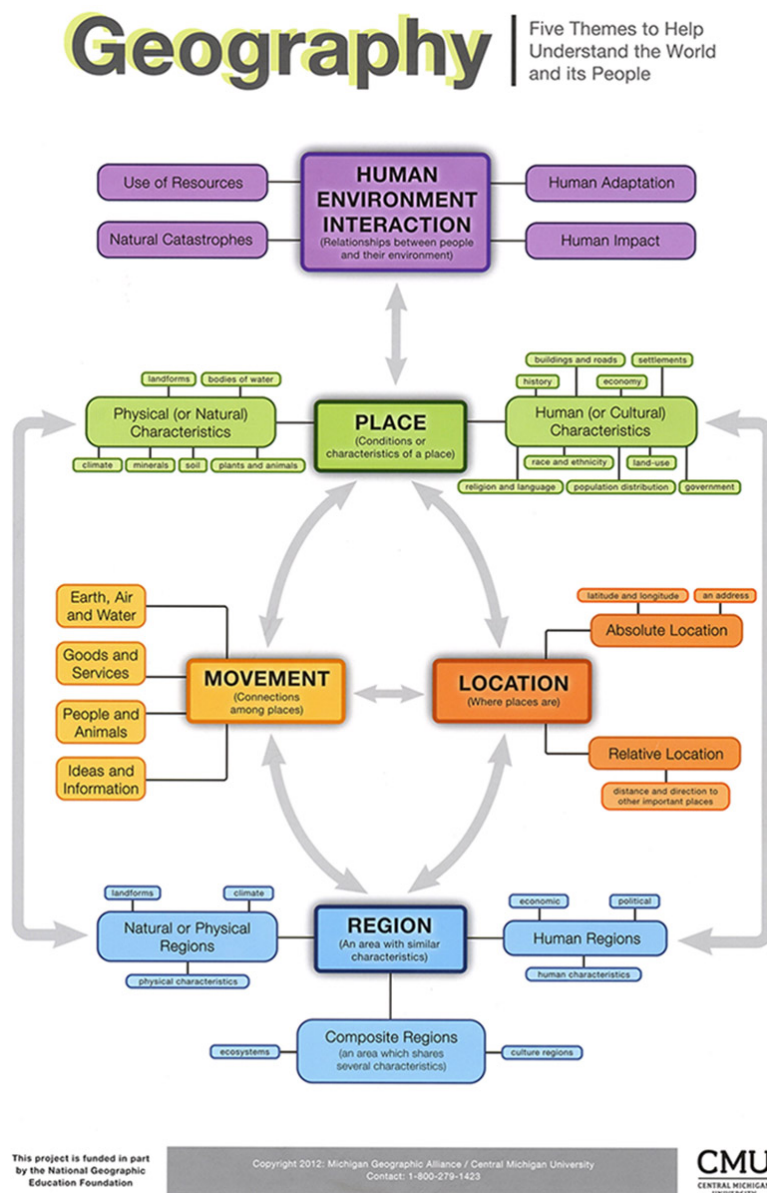 Geography
Five Themes to Help
Understand the World
and its People
Use of Resources
Natural Catastrophes
HUMAN
ENVIRONMENT
INTERACTION
(Relationships between people
and their environment)
Human Adaptation
Human Impact
landforms
bodies of water
Physical (or Natural)
Characteristics
climate
minerals
soil
plants and animals
PLACE
(Conditions or
characteristics of a place)
buildings and roads
settlements
history
economy
Human (or Cultural)
Characteristics
race and ethnicity
land-use
religion and language
population distribution
government
Earth, Air
and Water
Goods and
Services
People and
Animals
Ideas and
Information
MOVEMENT
(Connections
among places)
LOCATION
(Where places are)
latitude and longitude
an address
Absolute Location
Relative Location
distance and direction to
other important places
landforms
climate
Natural or Physical
Regions
physical characteristics
REGION
(An area with similar
characteristics)
economic
political
Human Regions
human characteristics
ecosystems
Composite Regions
(an area which shares
several characteristics)
culture regions
This project is funded in part
by the National Geographic
Education Foundation
Copyright 2012: Michigan Geographic Alliance / Central Michigan University
Contact: 1-800-279-1423
CMU
CENTRAL MICHIGAN
UNIVERSITY